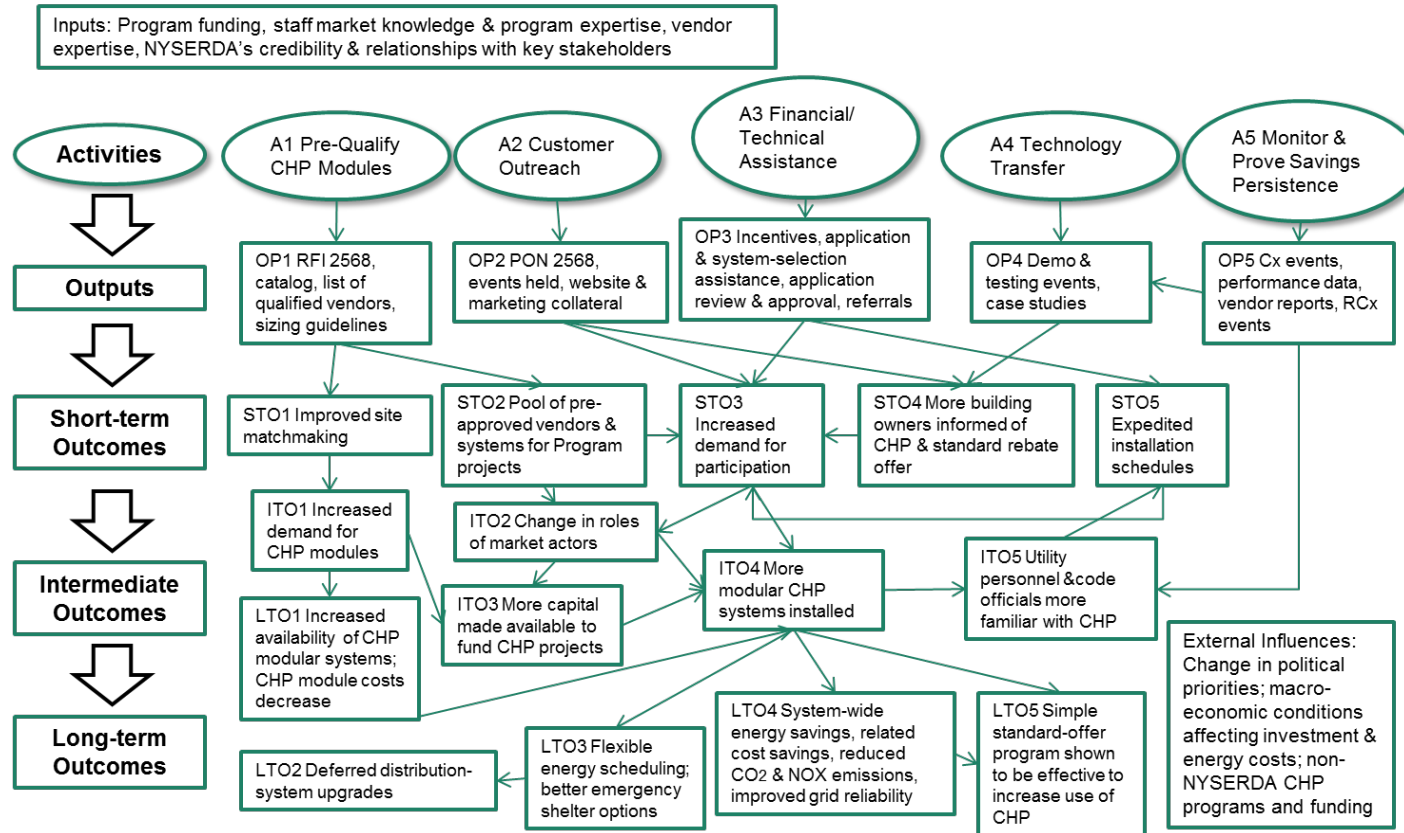 Inputs: Program funding, staff market knowledge & program expertise, vendor
expertise, NYSERDA's credibility & relationships with key stakeholders
Activities
A1 Pre-Qualify
CHP Modules
A2 Customer
Outreach
A3 Financial/
Technical
Assistance
A4 Technology
Transfer
A5 Monitor &
Prove Savings
Persistence
Outputs
OP1 RFI 2568,
catalog, list of
qualified vendors,
sizing guidelines
OP2 PON 2568,
events held, website &
marketing collateral
OP3 Incentives, application
& system-selection
assistance, application
review & approval, referrals
OP4 Demo &
testing events,
case studies
OP5 Cx events,
performance data,
vendor reports, RCx
events
Short-term
Outcomes
STO1 Improved site
matchmaking
STO2 Pool of pre-
approved vendors &
systems for Program
projects
STO3
Increased
demand for
participation
STO4 More building
owners informed of
CHP & standard rebate
offer
STO5
Expedited
installation
schedules
Intermediate
Outcomes
ITO1 Increased
demand for
CHP modules
ITO2 Change in roles
of market actors
ITO3 More capital
made available to
fund CHP projects
ITO4 More
modular CHP
systems installed
ITO5 Utility
personnel &code
officials more
familiar with CHP
Long-term
Outcomes
LTO1 Increased
availability of CHP
modular systems;
CHP module costs
decrease
LTO2 Deferred distribution-
system upgrades
LTO3 Flexible
energy scheduling;
better emergency
shelter options
LTO4 System-wide
energy savings, related
cost savings, reduced
CO2 & NOX emissions,
improved grid reliability
LTO5 Simple
standard-offer
program shown
to be effective to
increase use of
CHP
External Influences:
Change in political
priorities; macro-
economic conditions
affecting investment &
energy costs; non-
NYSERDA CHP
programs and funding